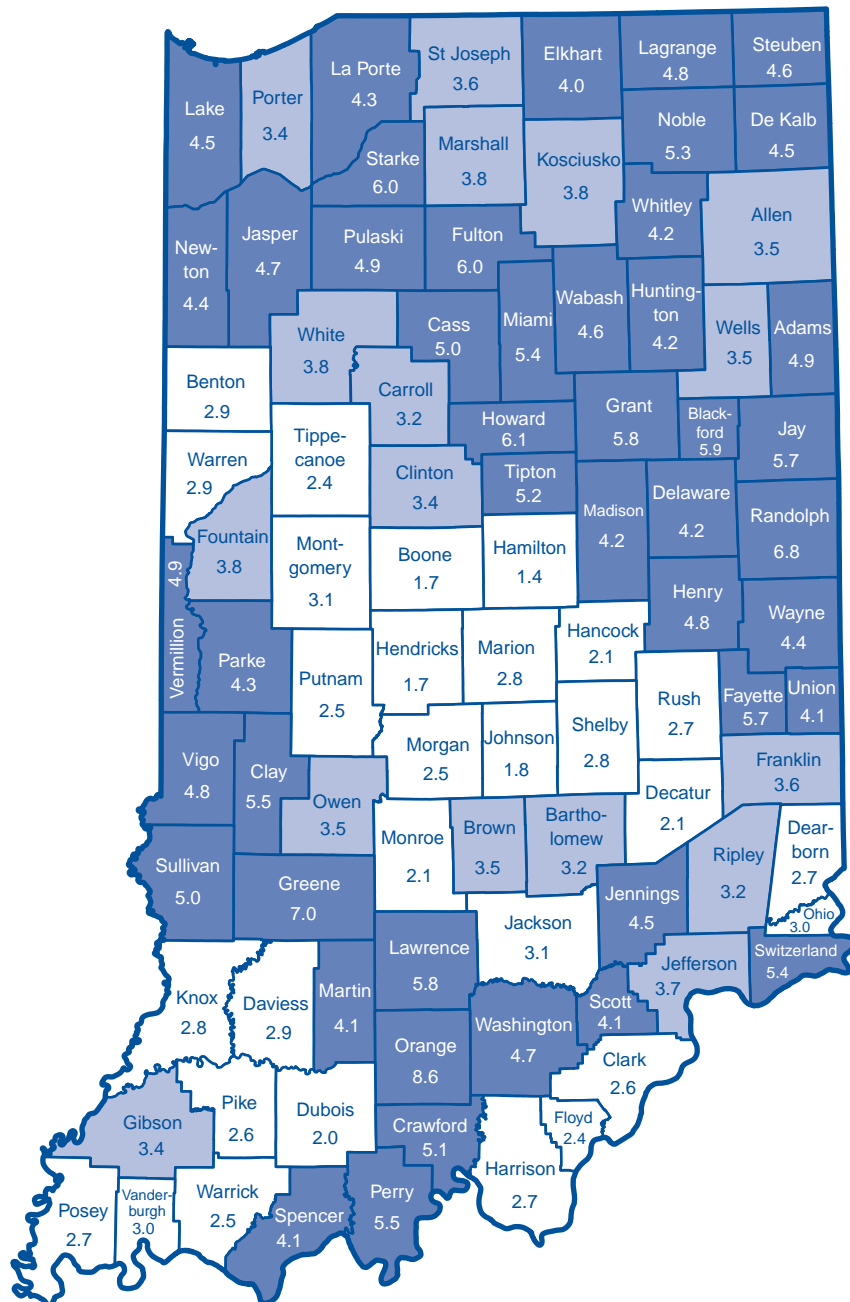 St Joseph
3.6
Elkhart
4.0
Lagrange
4.8
Steuben
4.6
La Porte
4.3
Lake
4.5
Porter
3.4
Noble
5.3
De Kalb
4.5
Starke
6.0
Marshall
3.8
Kosciusko
3.8
Whitley
4.2
Allen
3.5
New-
ton
4.4
Jasper
4.7
Pulaski
4.9
Fulton
6.0
Miami
5.4
Wabash
4.6
Hunting-
ton
4.2
Wells
3.5
Adams
4.9
White
3.8
Cass
5.0
Benton
2.9
Carroll
3.2
Howard
6.1
Grant
5.8
Black-
ford
5.9
Jay
5.7
Warren
2.9
Tippe-
canoe
2.4
Clinton
3.4
Tipton
5.2
Madison
4.2
Delaware
4.2
Randolph
6.8
Fountain
3.8
Mont-
gomery
3.1
Boone
1.7
Hamilton
1.4
Vermillion
4.9
Henry
4.8
Wayne
4.4
Parke
4.3
Putnam
2.5
Hendricks
1.7
Marion
2.8
Hancock
2.1
Rush
2.7
Fayette
5.7
Union
4.1
Vigo
4.8
Clay
5.5
Owen
3.5
Morgan
2.5
Johnson
1.8
Shelby
2.8
Decatur
2.1
Franklin
3.6
Sullivan
5.0
Greene
7.0
Monroe
2.1
Brown
3.5
Bartho-
lomew
3.2
Jennings
4.5
Ripley
3.2
Dear-
born
2.7
Ohio
3.0
Switzerland
5.4
Jackson
3.1
Lawrence
5.8
Jefferson
3.7
Knox
2.8
Daviess
2.9
Martin
4.1
Orange
8.6
Washington
4.7
Scott
4.1
Clark
2.6
Gibson
3.4
Pike
2.6
Dubois
2.0
Crawford
5.1
Floyd
2.4
Harrison
2.7
Posey
2.7
Vander-
burgh
3.0
Warrick
2.5
Spencer
4.1
Perry
5.5